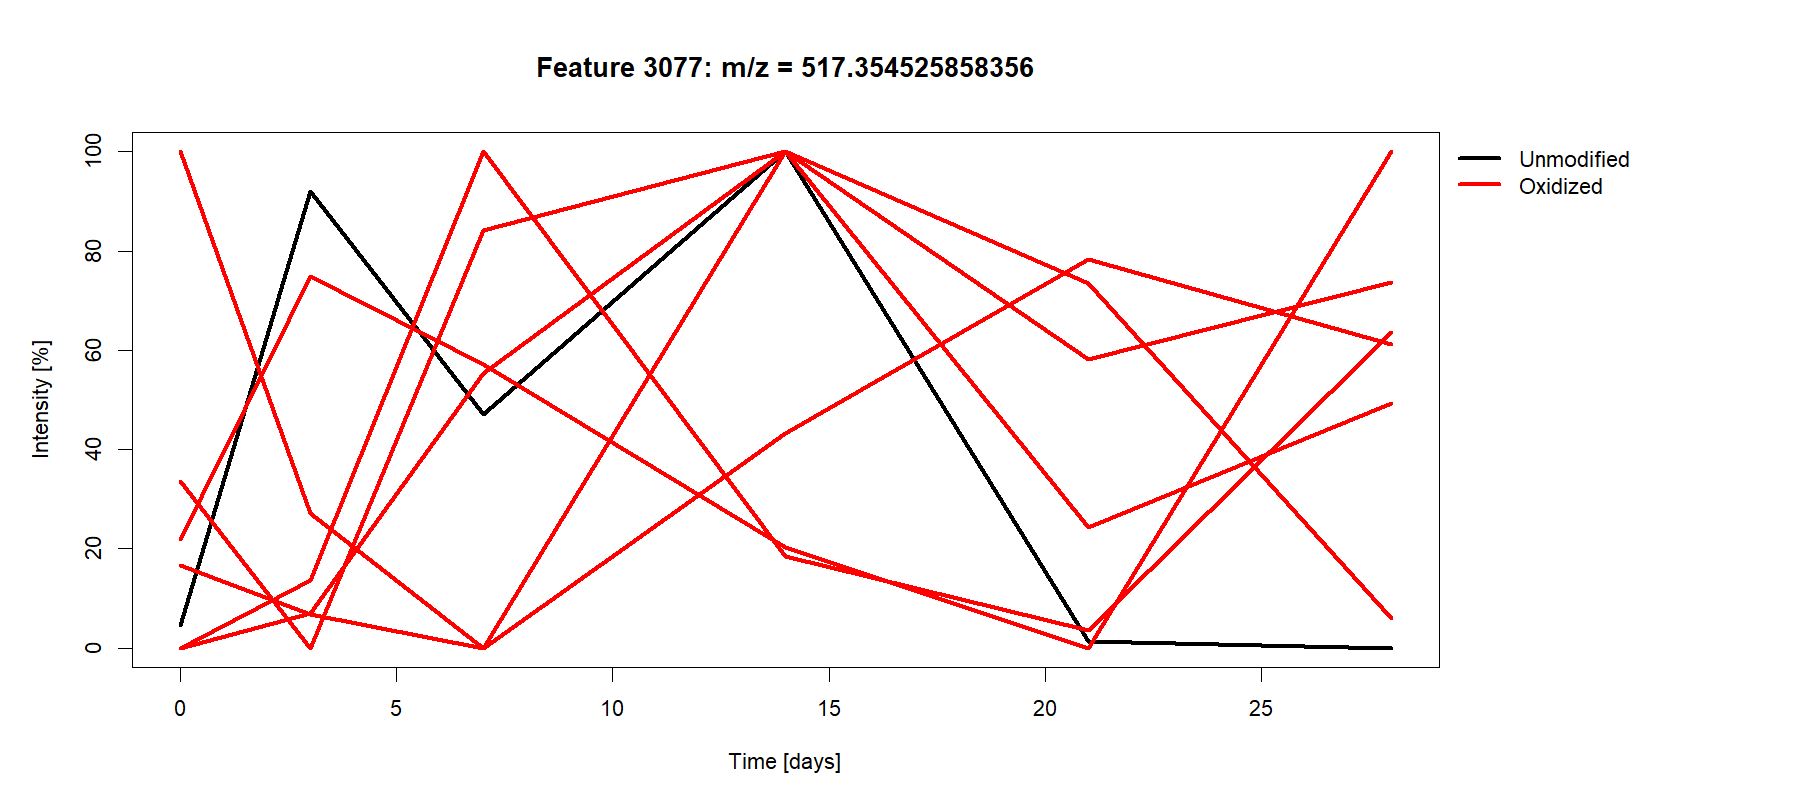 Feature 3077: m/z = 517.354525858356
Unmodified
Oxidized
Intensity [%]
100
80
60
40
20
0
0 5 10 15 20 25
Time [days]